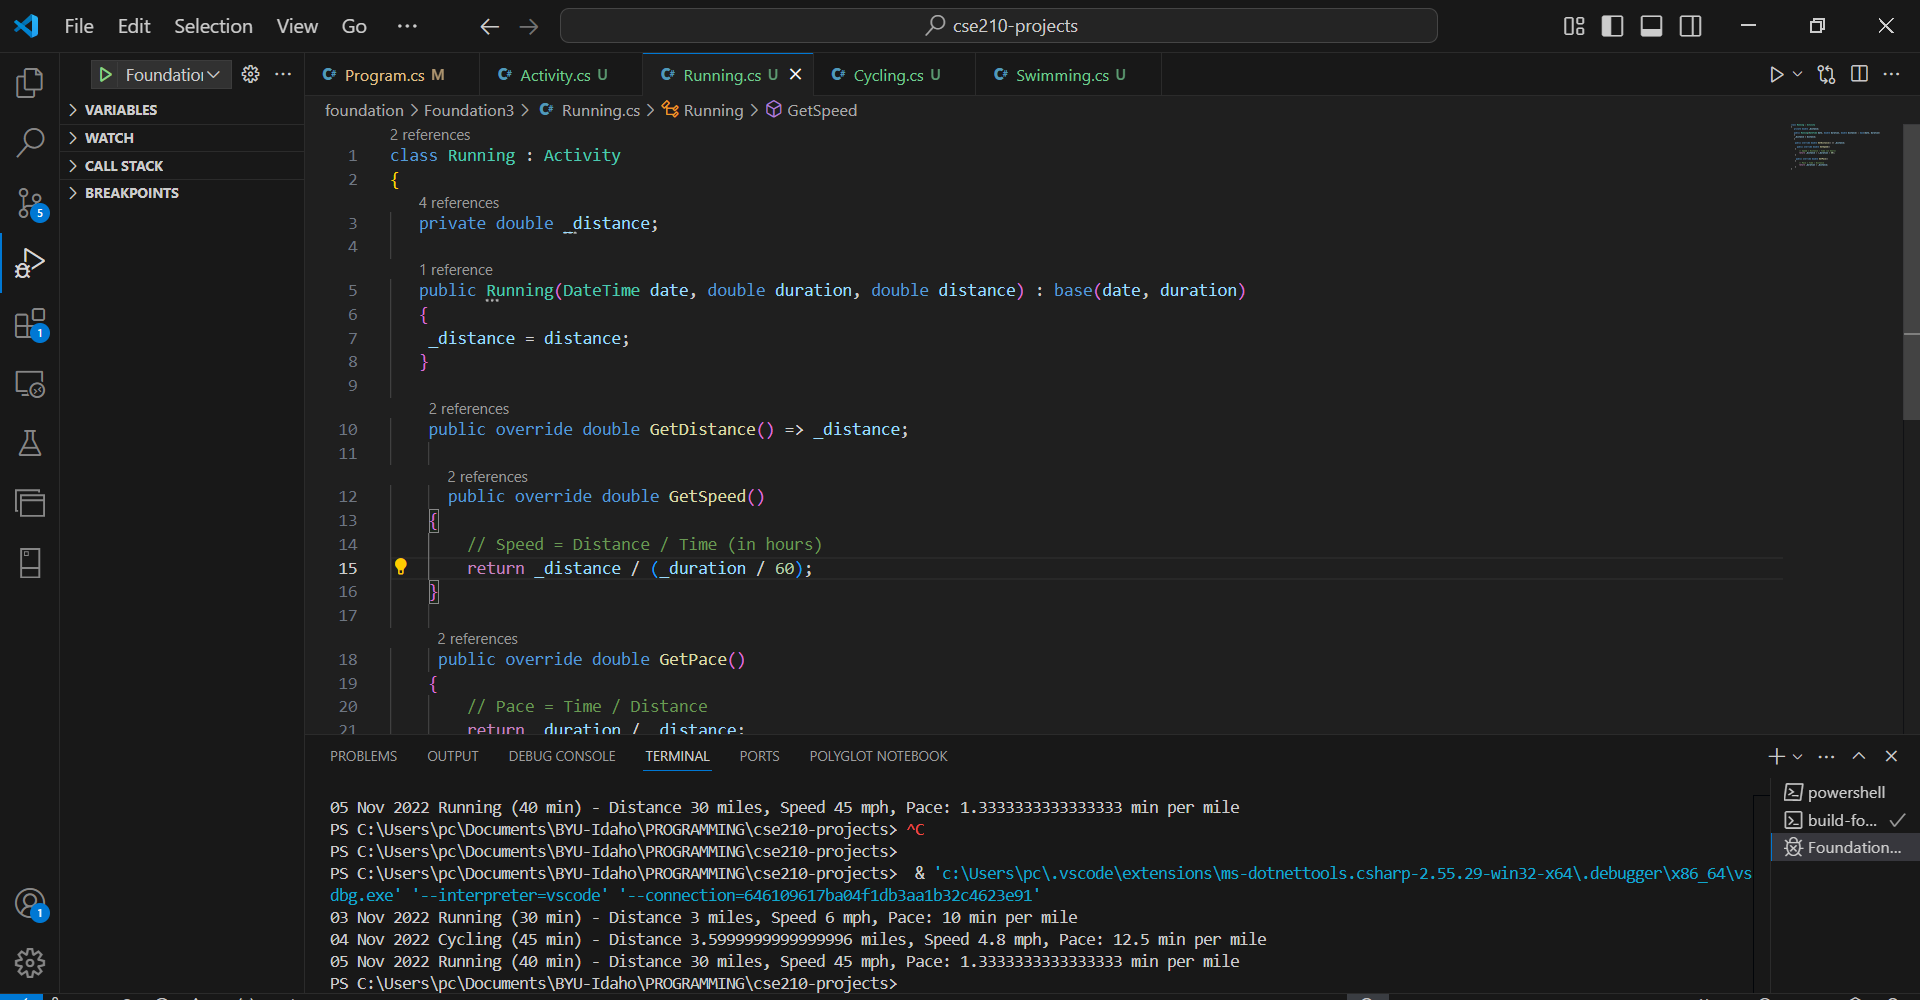 File Edit Selection View Go ··· cse210-projects
Foundatio ··· Program.cs M Activity.cs U Running.cs U Cycling.cs U Swimming.cs U
VARIABLES
WATCH
CALL STACK
BREAKPOINTS
foundation > Foundation3 > Running.cs > Running > GetSpeed
2 references
1 class Running : Activity
2 {
4 references
3 private double _distance;
4
1 reference
5 public Running(DateTime date, double duration, double distance) : base(date, duration)
6 {
7 _distance = distance;
8 }
9
2 references
10 public override double GetDistance() => _distance;
11
2 references
12 public override double GetSpeed()
13 {
14 // Speed = Distance / Time (in hours)
15 return _distance / (_duration / 60);
16 }
17
2 references
18 public override double GetPace()
19 {
20 // Pace = Time / Distance
21 return _duration / _distance;
5
1
1
PROBLEMS OUTPUT DEBUG CONSOLE TERMINAL PORTS POLYGLOT NOTEBOOK
05 Nov 2022 Running (40 min) - Distance 30 miles, Speed 45 mph, Pace: 1.3333333333333333 min per mile
PS C:\Users\pc\Documents\BYU-Idaho\PROGRAMMING\cse210-projects> ^C
PS C:\Users\pc\Documents\BYU-Idaho\PROGRAMMING\cse210-projects>
PS C:\Users\pc\Documents\BYU-Idaho\PROGRAMMING\cse210-projects> & 'c:\Users\pc\.vscode\extensions\ms-dotnettools.csharp-2.55.29-win32-x64\.debugger\x86_64\vs
dbg.exe' '--interpreter=vscode' '--connection=646109617ba04f1db3aa1b32c4623e91'
03 Nov 2022 Running (30 min) - Distance 3 miles, Speed 6 mph, Pace: 10 min per mile
04 Nov 2022 Cycling (45 min) - Distance 3.5999999999999996 miles, Speed 4.8 mph, Pace: 12.5 min per mile
05 Nov 2022 Running (40 min) - Distance 30 miles, Speed 45 mph, Pace: 1.3333333333333333 min per mile
PS C:\Users\pc\Documents\BYU-Idaho\PROGRAMMING\cse210-projects>
powershell
build-fo...
Foundation...